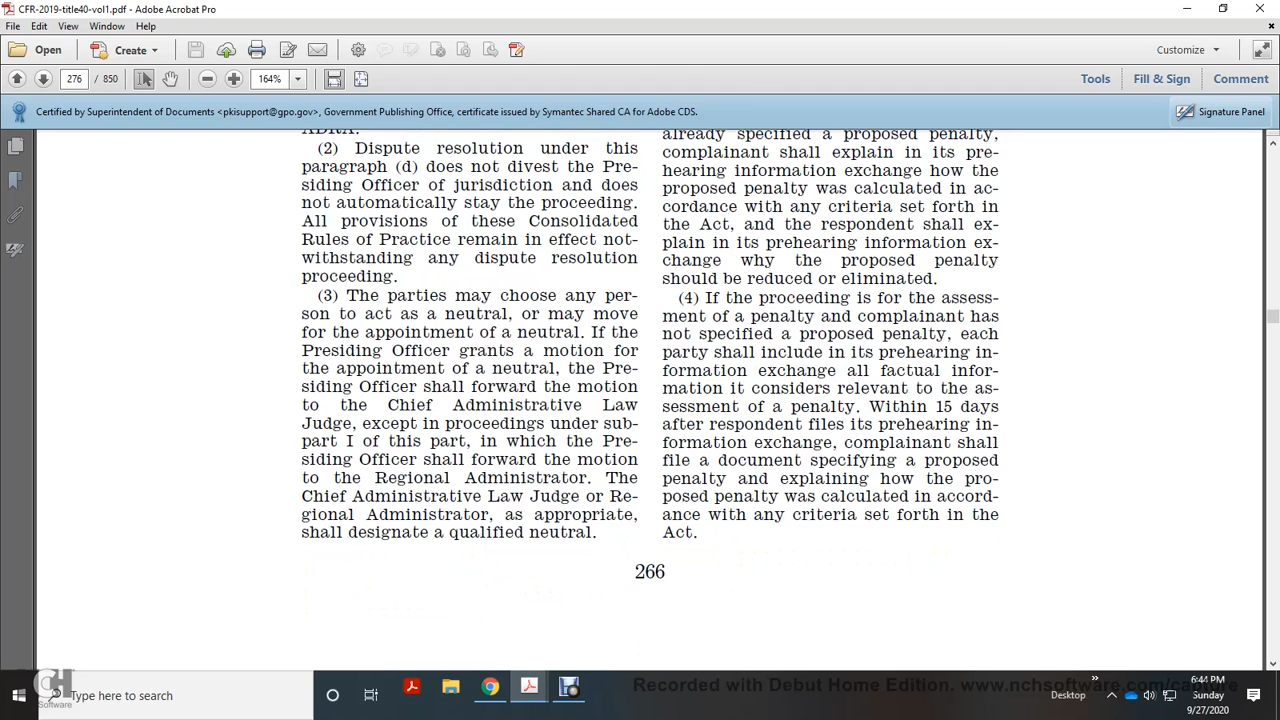 CFR-2019-title40-vol1.pdf - Adobe Acrobat Pro
File Edit View Window Help
Open Create Customize
276 / 850 164% Tools Fill & Sign Comment
Certified by Superintendent of Documents <pkisupport@gpo.gov>, Government Publishing Office, certificate issued by Symantec Shared CA for Adobe CDS. Signature Panel
ADRA.
(2) Dispute resolution under this
paragraph (d) does not divest the Pre-
siding Officer of jurisdiction and does
not automatically stay the proceeding.
All provisions of these Consolidated
Rules of Practice remain in effect not-
withstanding any dispute resolution
proceeding.
(3) The parties may choose any per-
son to act as a neutral, or may move
for the appointment of a neutral. If the
Presiding Officer grants a motion for
the appointment of a neutral, the Pre-
siding Officer shall forward the motion
to the Chief Administrative Law
Judge, except in proceedings under sub-
part I of this part, in which the Pre-
siding Officer shall forward the motion
to the Regional Administrator. The
Chief Administrative Law Judge or Re-
gional Administrator, as appropriate,
shall designate a qualified neutral.
already specified a proposed penalty,
complainant shall explain in its pre-
hearing information exchange how the
proposed penalty was calculated in ac-
cordance with any criteria set forth in
the Act, and the respondent shall ex-
plain in its prehearing information ex-
change why the proposed penalty
should be reduced or eliminated.
(4) If the proceeding is for the assess-
ment of a penalty and complainant has
not specified a proposed penalty, each
party shall include in its prehearing in-
formation exchange all factual infor-
mation it considers relevant to the as-
sessment of a penalty. Within 15 days
after respondent files its prehearing in-
formation exchange, complainant shall
file a document specifying a proposed
penalty and explaining how the pro-
posed penalty was calculated in accord-
ance with any criteria set forth in the
Act.
266
CH
Software
Type here to search
Recorded with Debut Home Edition. www.nchsoftware.com/capture
Desktop
6:44 PM
Sunday
9/27/2020